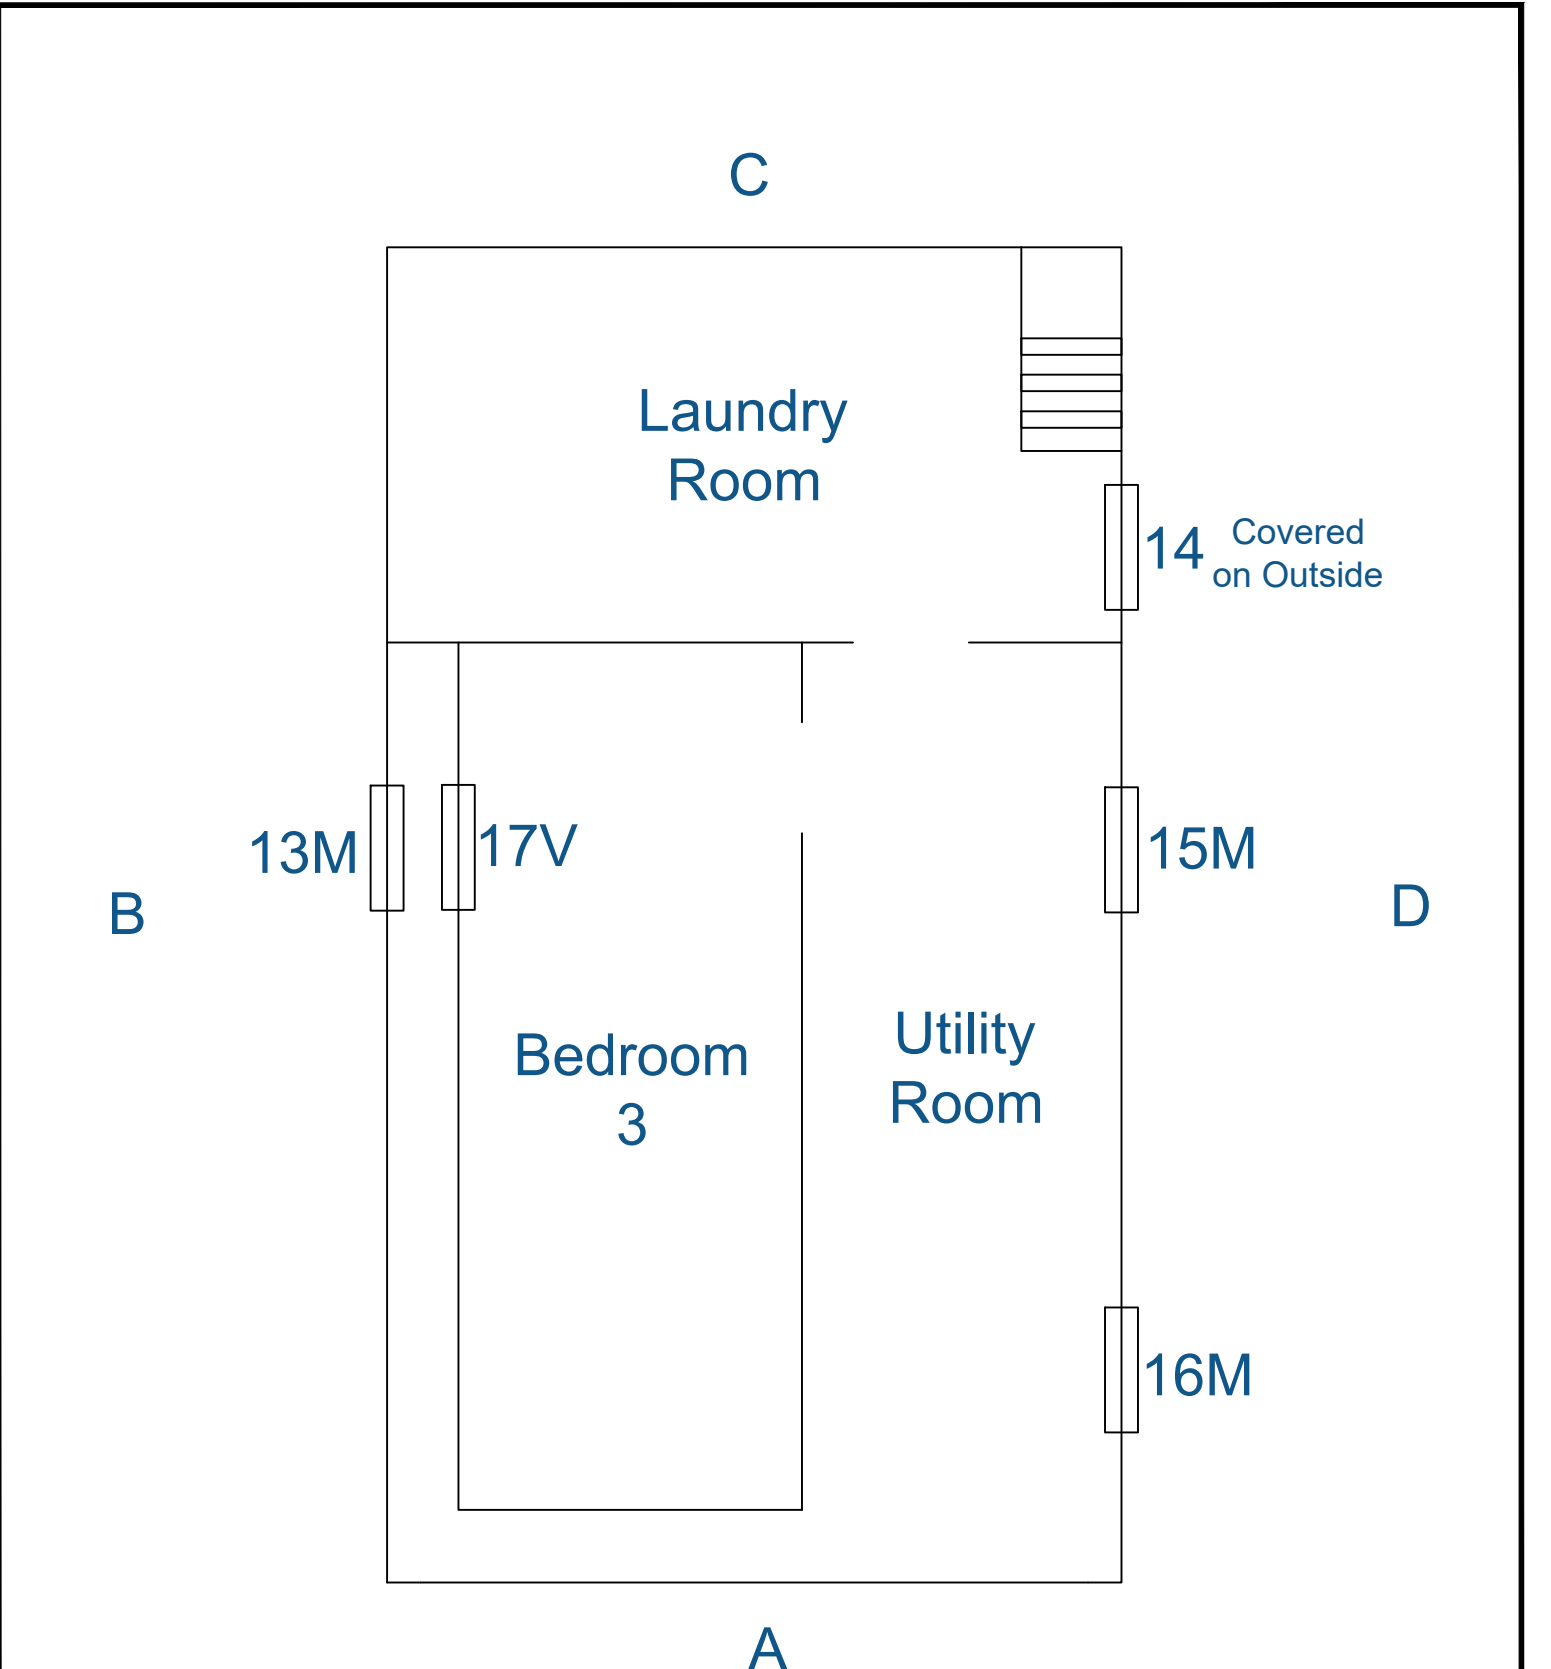 C
Laundry
Room
14
Covered
on Outside
13M
17V
15M
B
D
Utility
Room
Bedroom
3
16M
A